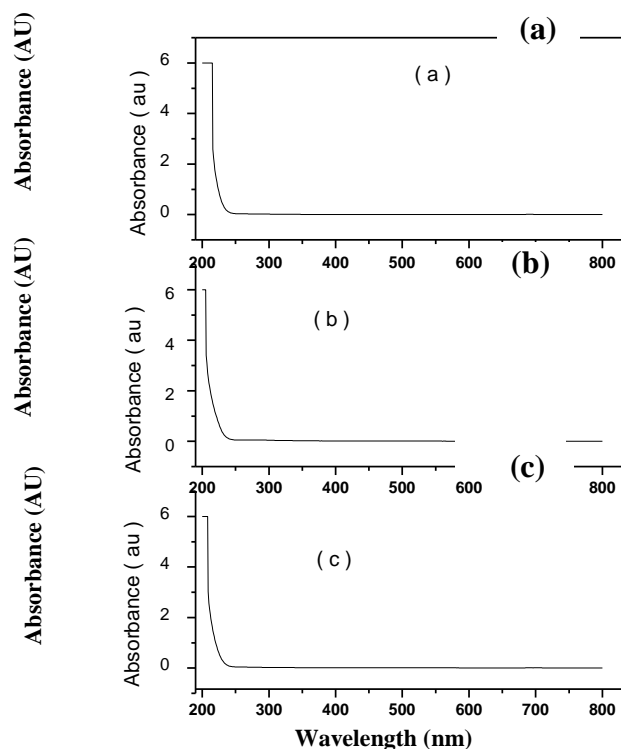 (a)
Absorbance (AU)
Absorbance ( au )
( a )
6
4
2
0
200 300 400 500 600 700 800
(b)
Absorbance (AU)
Absorbance ( au )
( b )
6
4
2
0
200 300 400 500 600 700 800
(c)
Absorbance (AU)
Absorbance ( au )
( c )
6
4
2
0
200 300 400 500 600 700 800
Wavelength (nm)